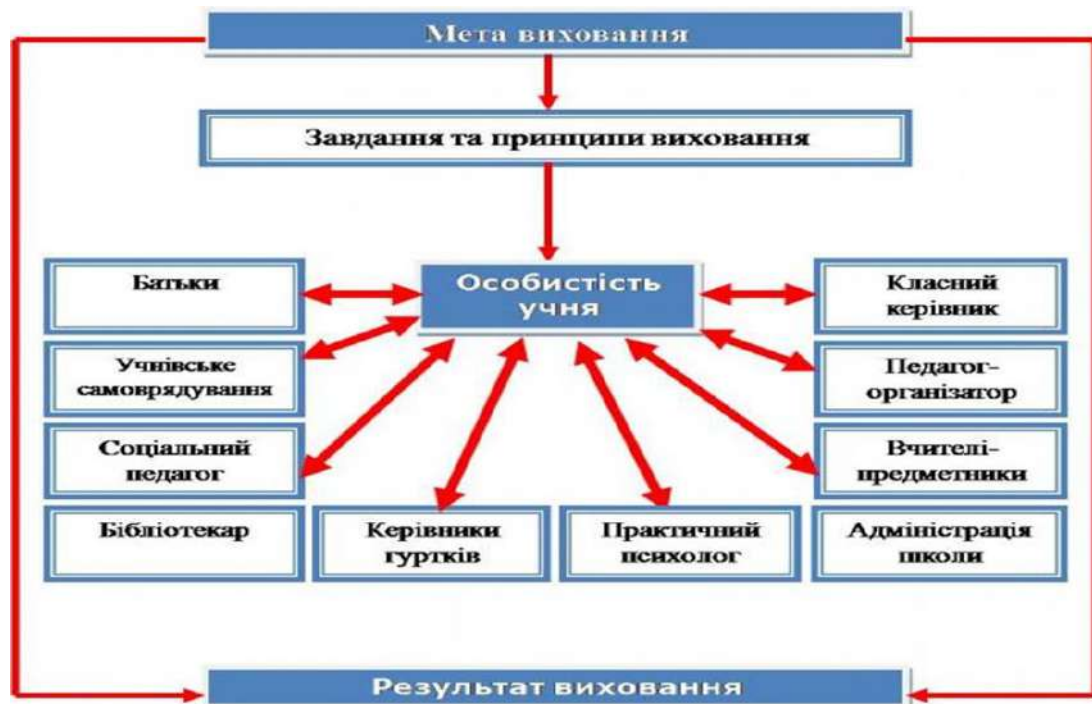 Мета виховання
Завдання та принципи виховання
Особистість
учня
Батьки
Класний
керівник
Учнівське
самоврядування
Педагог-
організатор
Соціальний
педагог
Вчителі-
предметники
Бібліотекар
Керівники
гуртків
Практичний
психолог
Адміністрація
школи
Результат виховання